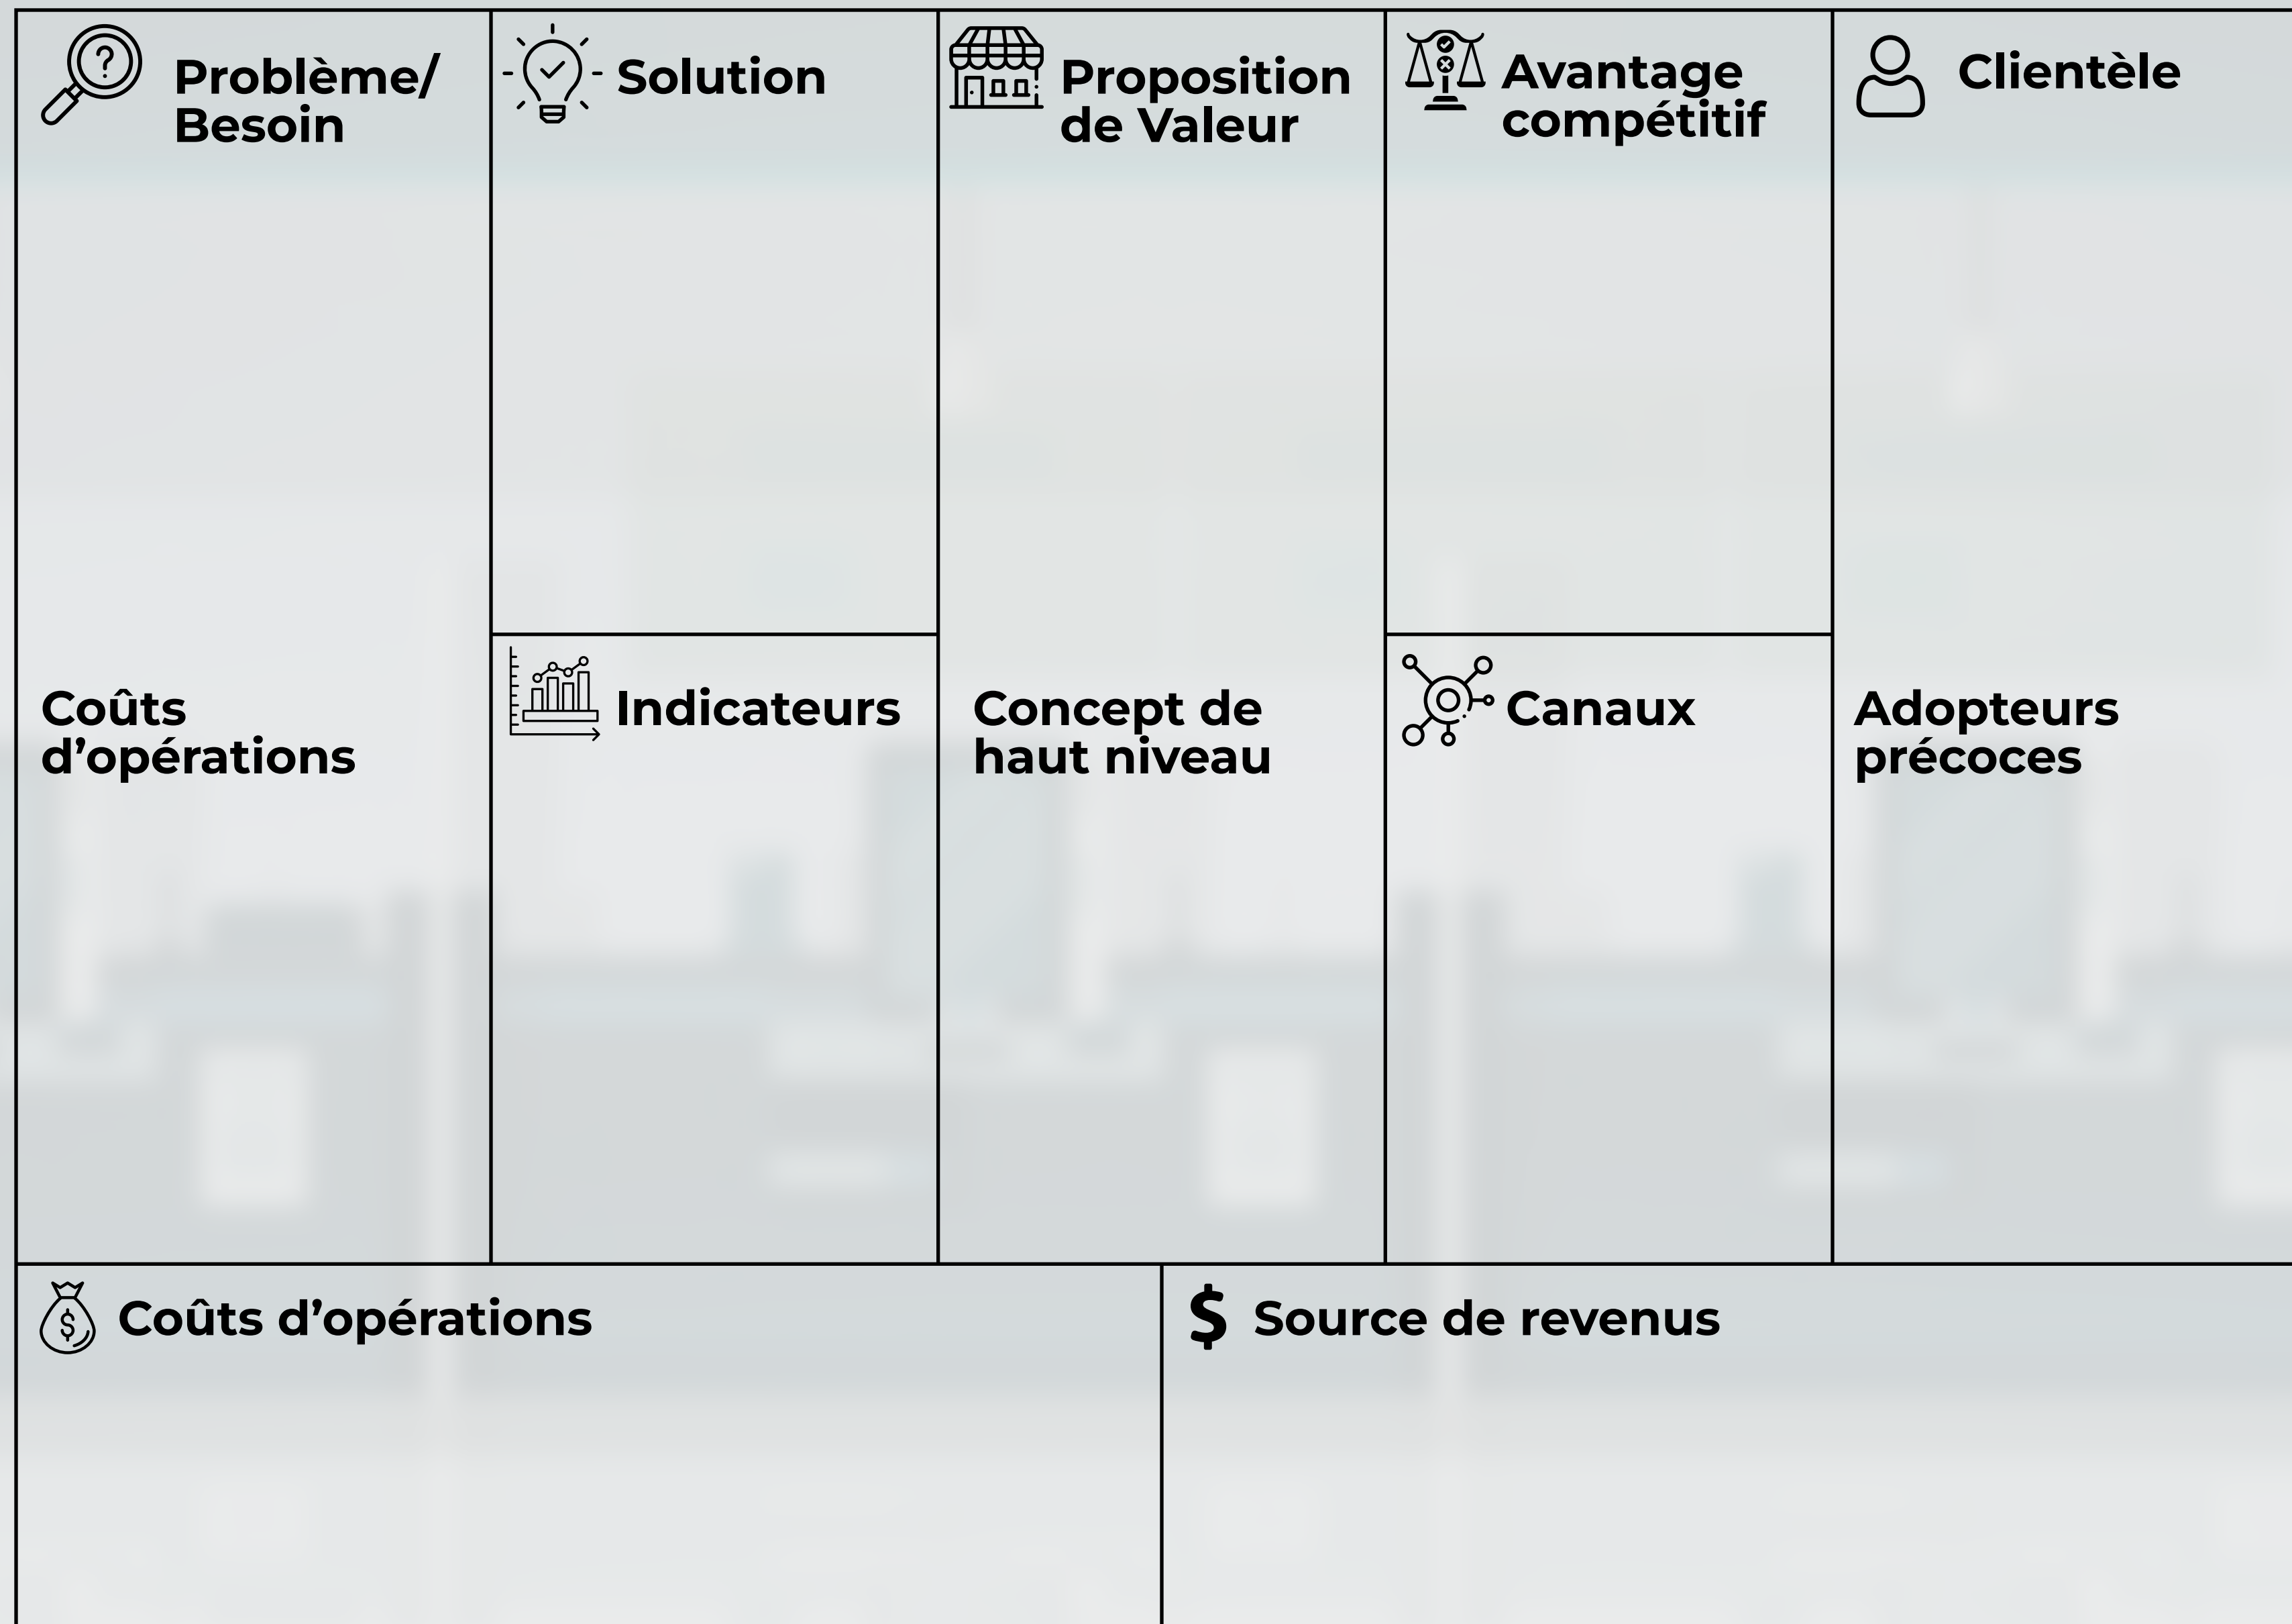 Problème/
Besoin
Solution
Proposition
de Valeur
Avantage
compétitif
Clientèle
Coûts
d’opérations
Indicateurs
Concept de
haut niveau
Canaux
Adopteurs
précoces
Coûts d’opérations
Source de revenus